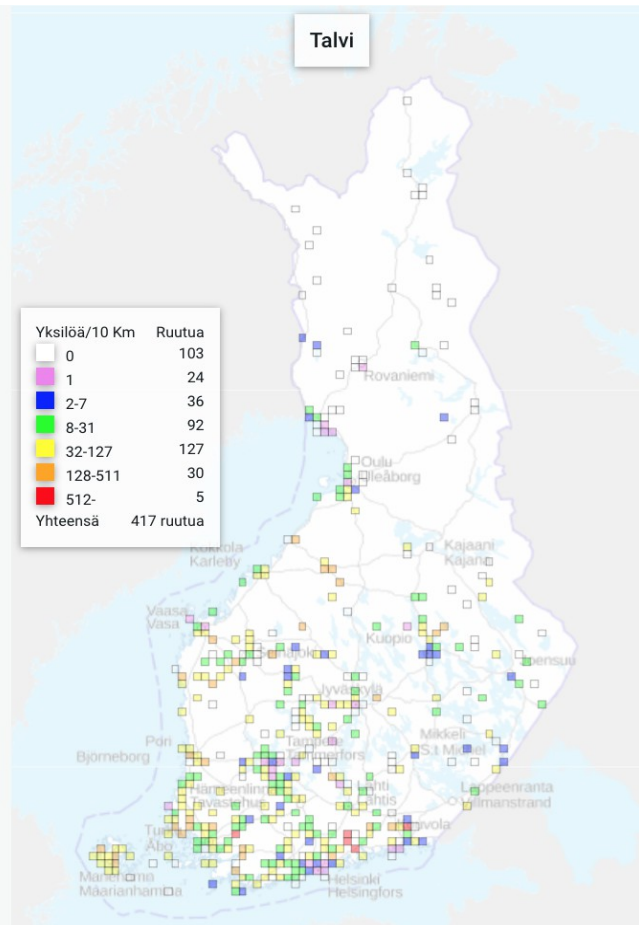 Talvi
Yksilöä/10 Km Ruutua
0 103
1 24
2-7 36
8-31 92
32-127 127
128-511 30
512- 5
Yhteensä 417 ruutua
Rovaniemi
Oulu
Uleåborg
Kokkola
Karleby
Kajaani
Kajana
Vaasa
Vasa
Kuopio
Seinäjoki
Joensuu
Jyväskylä
Pori
Björneborg
Tampere
Tammerfors
Mikkeli
S:t Michel
Hämeenlinna
Tavastehus
Lahti
Lahtis
Lappeenranta
Villmanstrand
Turku
Åbo
Kouvola
Marienhamna
Maarianhamina
Helsinki
Helsingfors